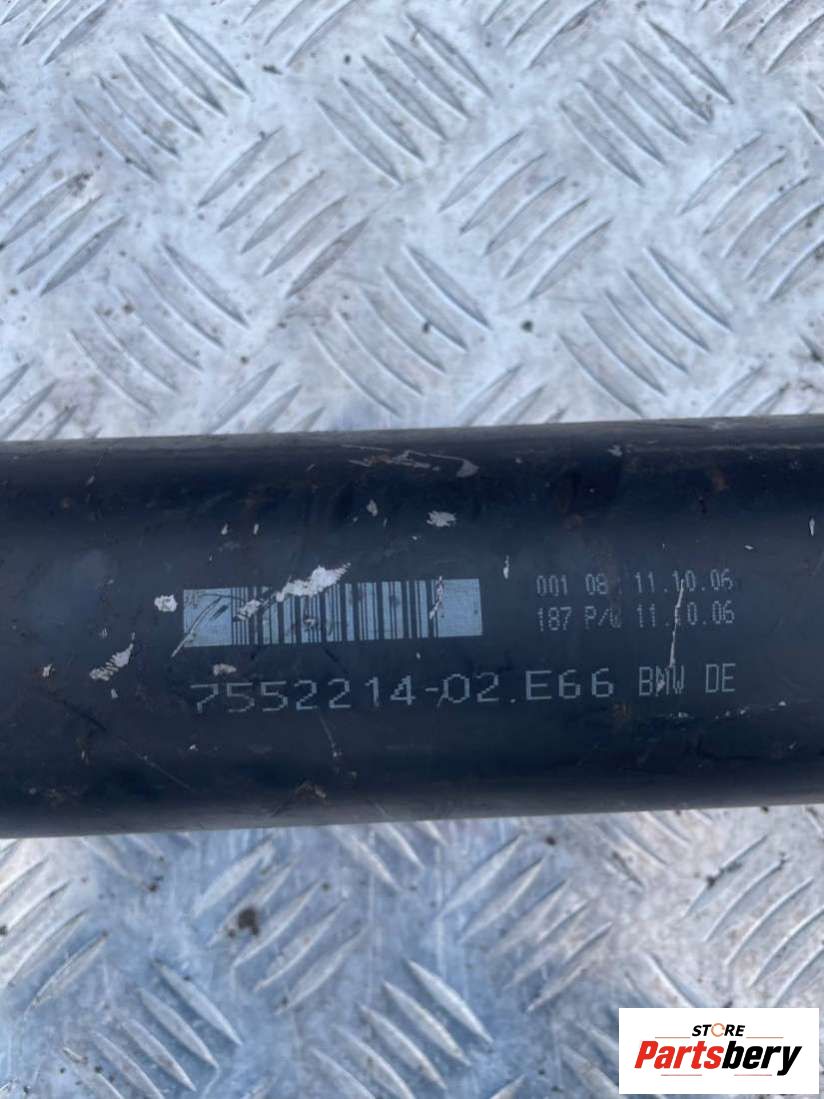 001 08 11.10.06
187 P/W 11.10.06
7552214-02.E66 BMW DE
STORE
Partsbery